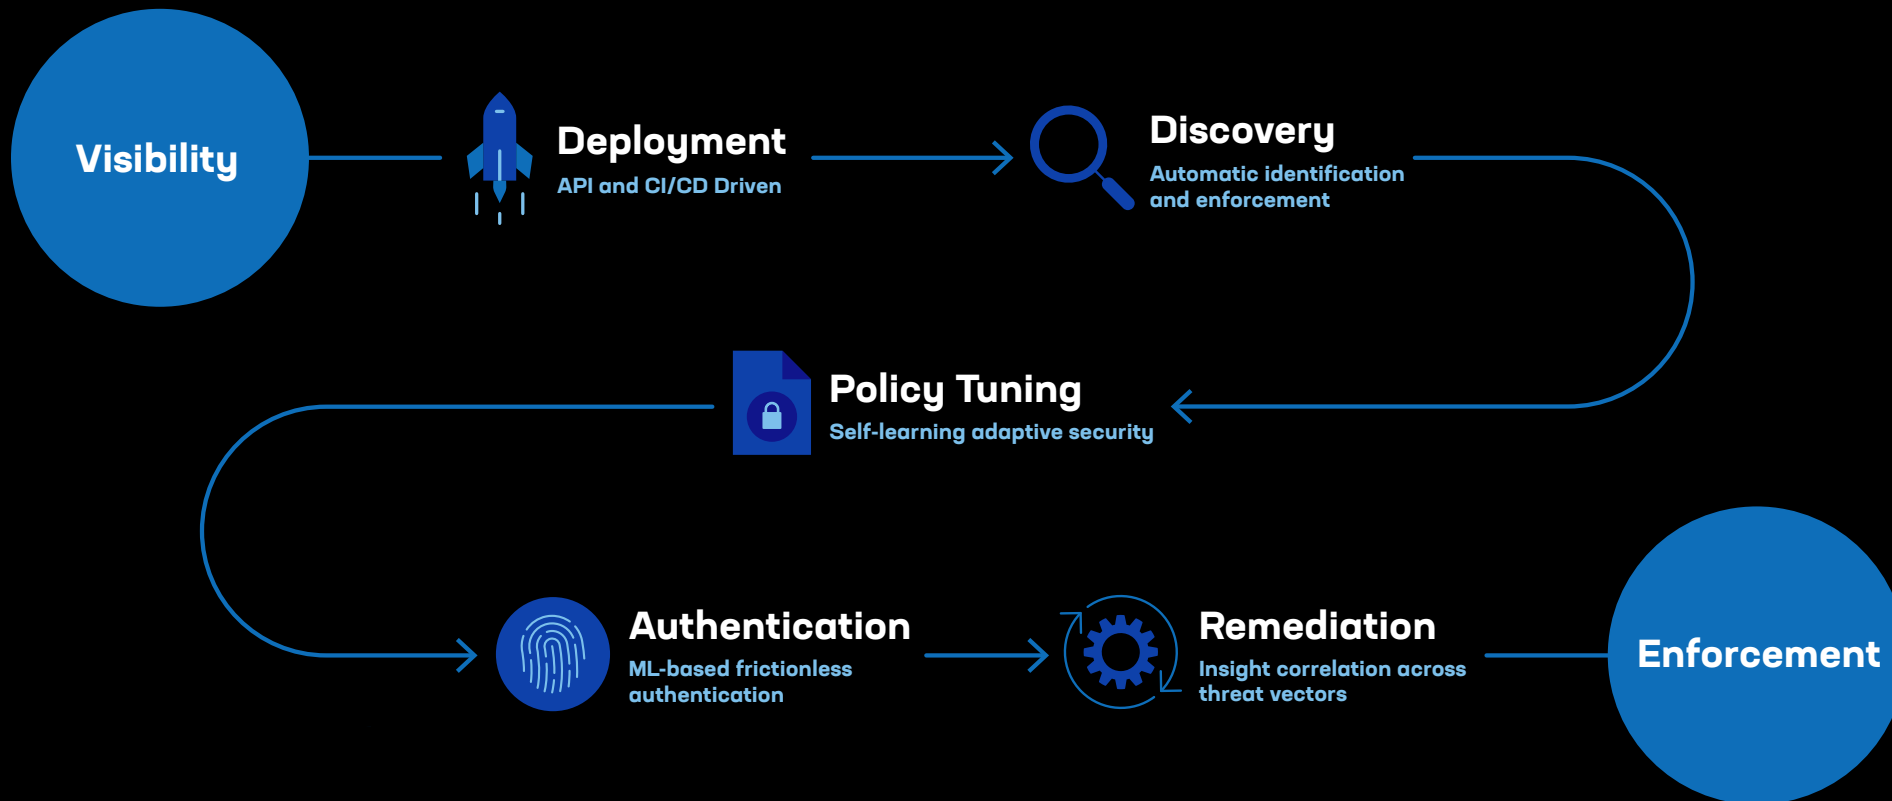 Visibility
Deployment
API and CI/CD Driven
Discovery
Automatic identification
and enforcement
Policy Tuning
Self-learning adaptive security
Authentication
ML-based frictionless
authentication
Remediation
Insight correlation across
threat vectors
Enforcement